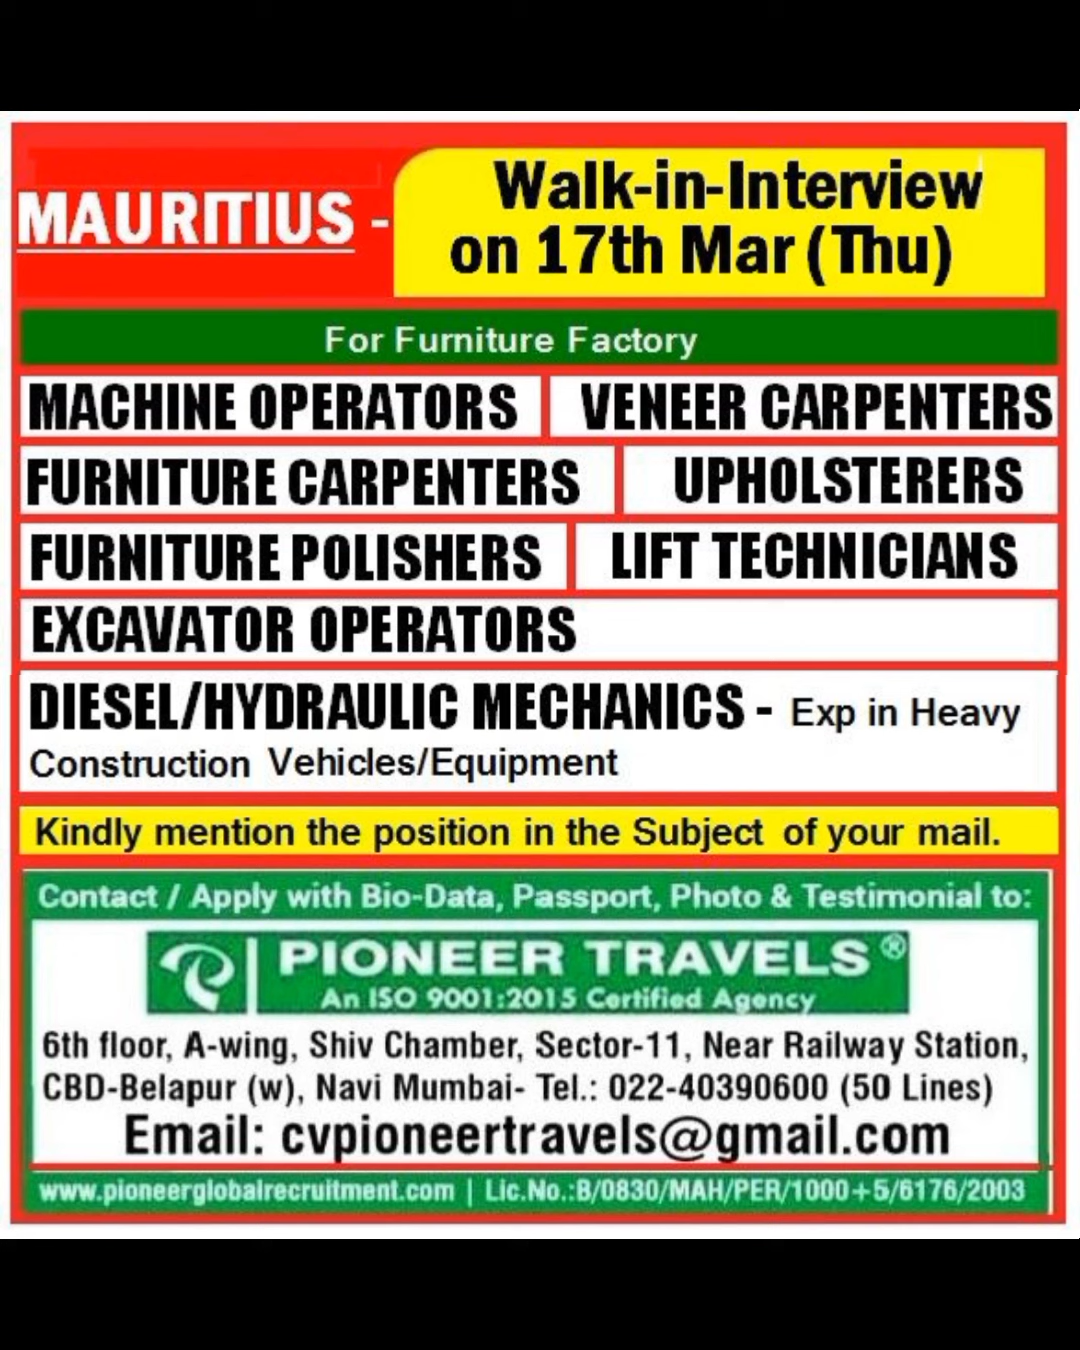 MAURITIUS -
Walk-in-Interview
on 17th Mar (Thu)
For Furniture Factory
MACHINE OPERATORS
VENEER CARPENTERS
FURNITURE CARPENTERS
UPHOLSTERERS
FURNITURE POLISHERS
LIFT TECHNICIANS
EXCAVATOR OPERATORS
DIESEL/HYDRAULIC MECHANICS - Exp in Heavy
Construction Vehicles/Equipment
Kindly mention the position in the Subject of your mail.
Contact / Apply with Bio-Data, Passport, Photo & Testimonial to:
PIONEER TRAVELS ®
An ISO 9001:2015 Certified Agency
6th floor, A-wing, Shiv Chamber, Sector-11, Near Railway Station,
CBD-Belapur (w), Navi Mumbai- Tel.: 022-40390600 (50 Lines)
Email: cvpioneertravels@gmail.com
www.pioneerglobalrecruitment.com | Lic.No.:B/0830/MAH/PER/1000+5/6176/2003